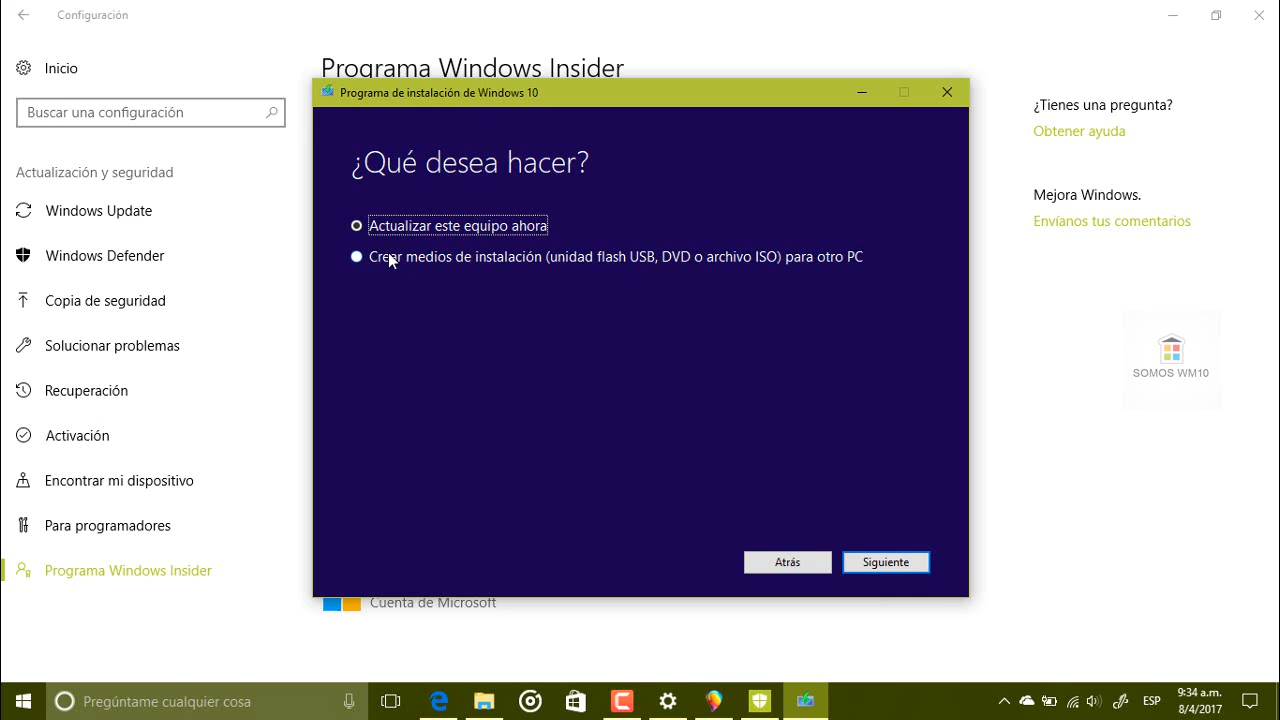 Configuración
Inicio
Buscar una configuración
Actualización y seguridad
Windows Update
Windows Defender
Copia de seguridad
Solucionar problemas
Recuperación
Activación
Encontrar mi dispositivo
Para programadores
Programa Windows Insider
Programa Windows Insider
Programa de instalación de Windows 10
¿Qué desea hacer?
Actualizar este equipo ahora
Crear medios de instalación (unidad flash USB, DVD o archivo ISO) para otro PC
Atrás
Siguiente
Cuenta de Microsoft
¿Tienes una pregunta?
Obtener ayuda
Mejora Windows.
Envíanos tus comentarios
SOMOS WM10
Pregúntame cualquier cosa
ESP
9:34 a.m.
8/4/2017